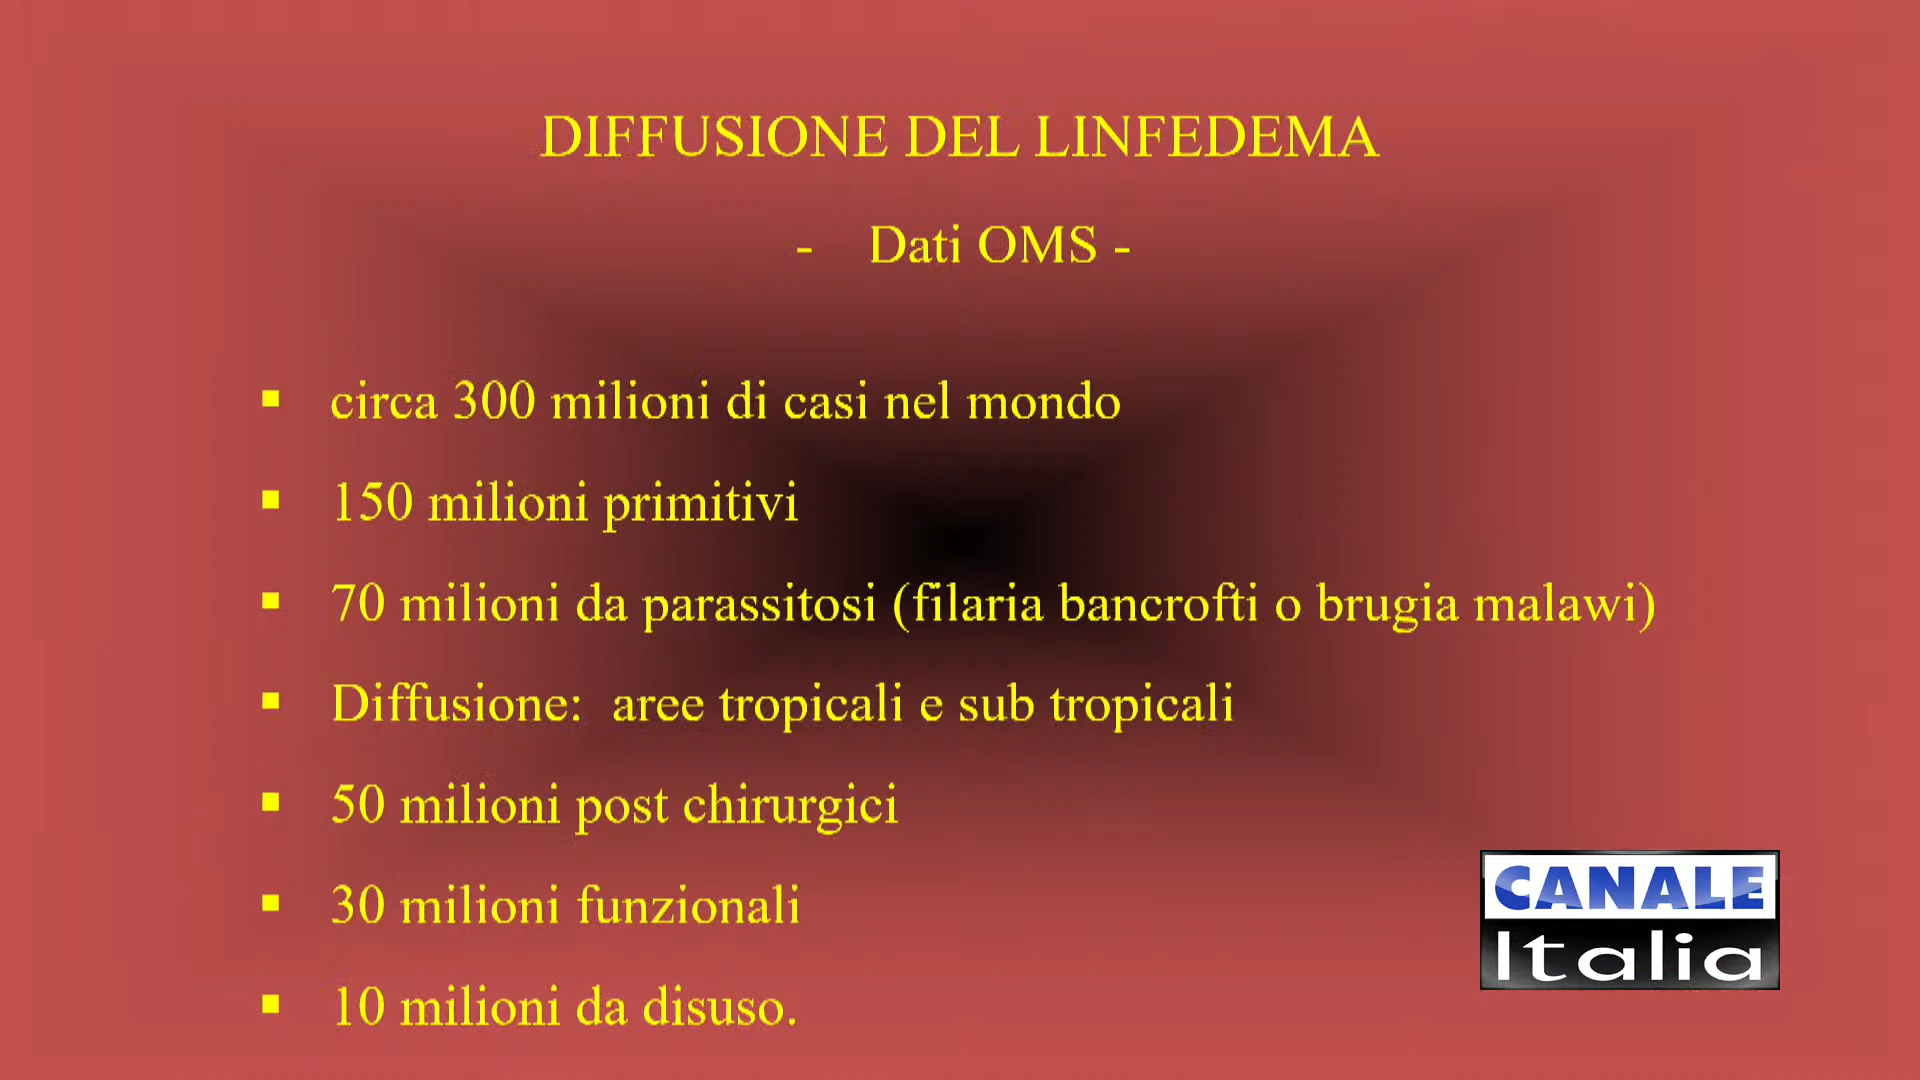 DIFFUSIONE DEL LINFEDEMA
- Dati OMS -
▪ circa 300 milioni di casi nel mondo
▪ 150 milioni primitivi
▪ 70 milioni da parassitosi (filaria bancrofti o brugia malawi)
▪ Diffusione: aree tropicali e sub tropicali
▪ 50 milioni post chirurgici
▪ 30 milioni funzionali
▪ 10 milioni da disuso.
CANALE
Italia